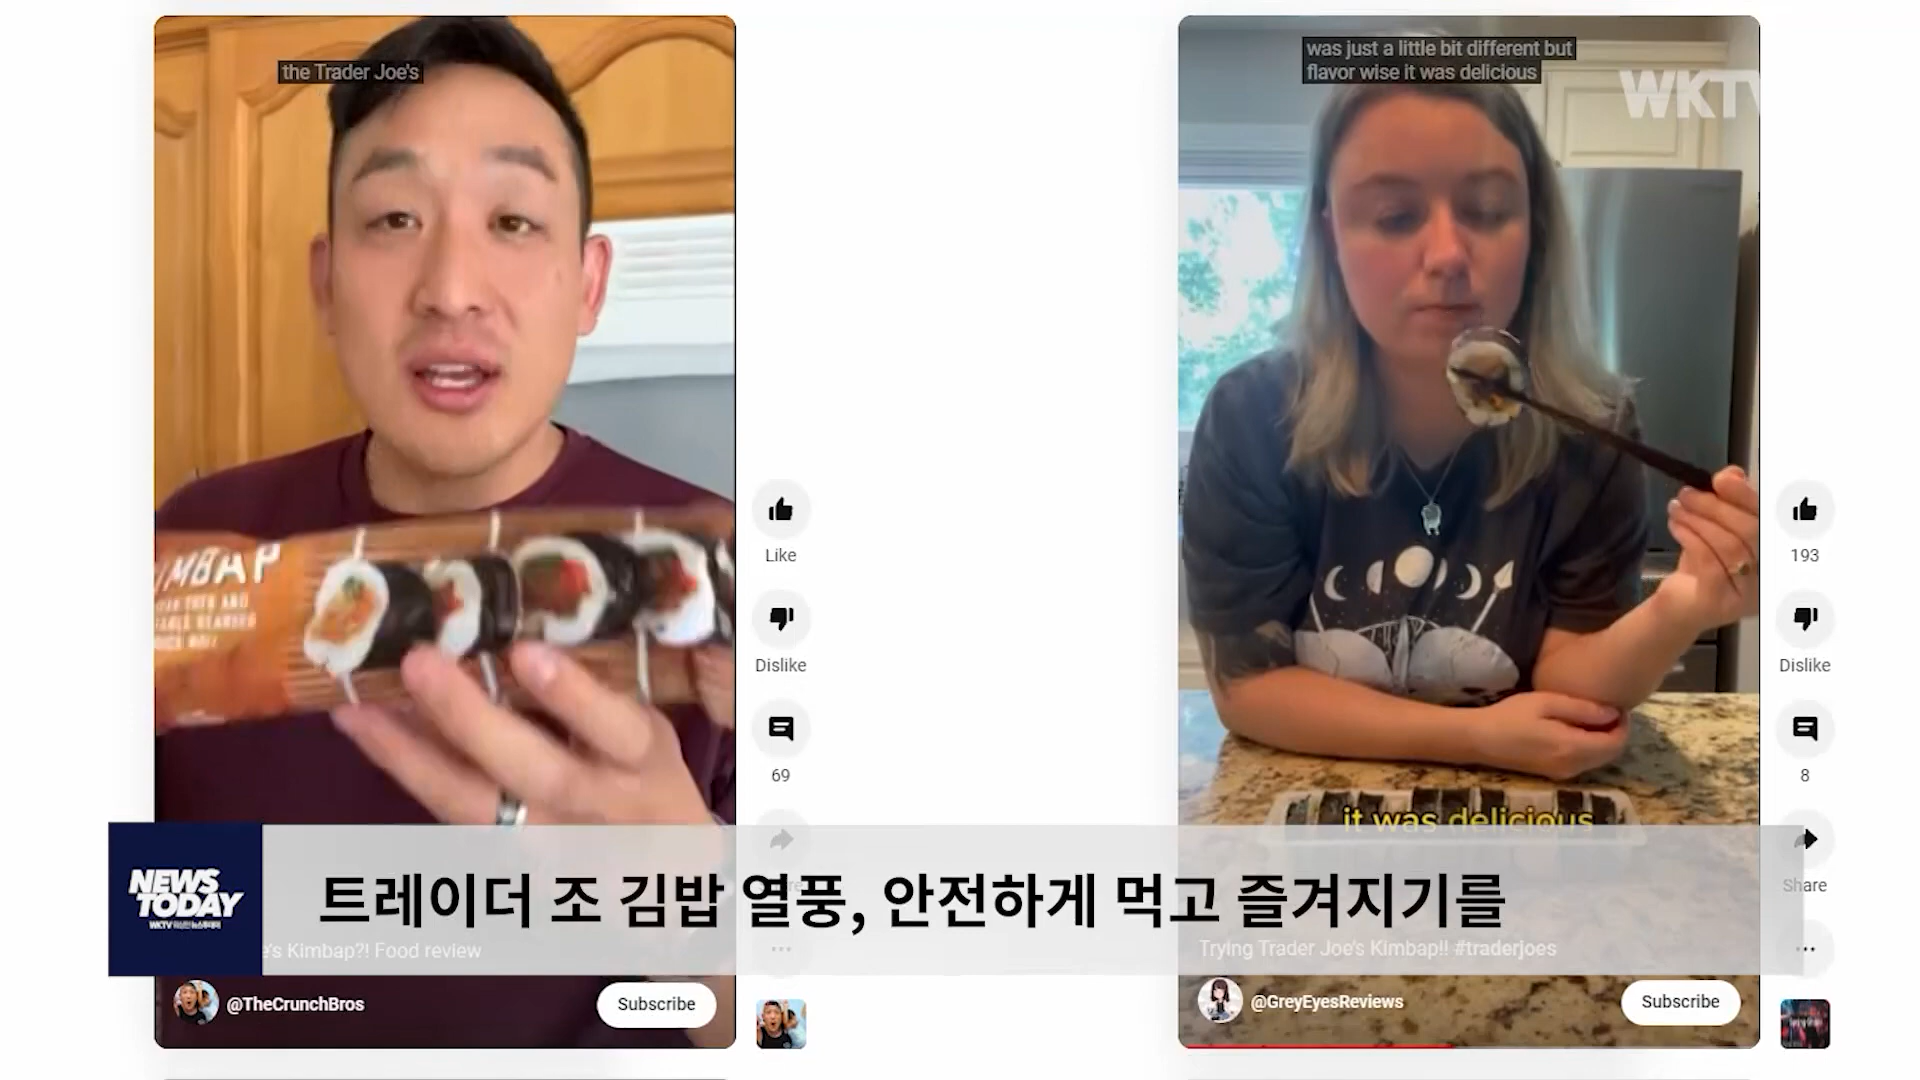 the Trader Joe's
was just a little bit different but
flavor wise it was delicious
WKTV
IMBAP
Like
Dislike
69
193
Dislike
8
Share
it was delicious
NEWS
TODAY
WKTV
트레이더 조 김밥 열풍, 안전하게 먹고 즐겨지기를
e's Kimbap?! Food review
Trying Trader Joe's Kimbap!! #traderjoes
@TheCrunchBros
Subscribe
@GreyEyesReviews
Subscribe